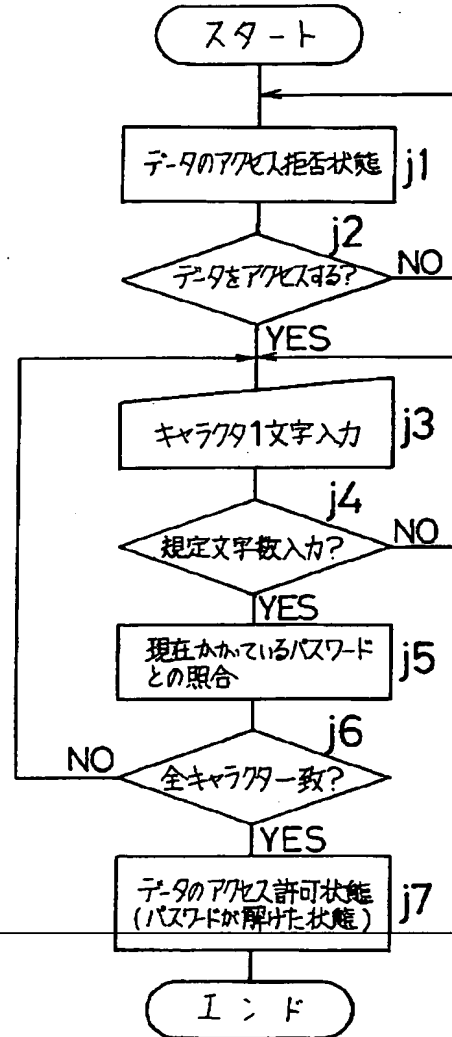 スタート
データのアクセス拒否状態
j1
j2
データをアクセスする?
NO
YES
キャラクタ1文字入力
j3
j4
規定文字数入力?
NO
YES
現在かかっているパスワード
との照合
j5
j6
NO
全キャラクタ一致?
YES
データのアクセス許可状態
(パスワードが解けた状態)
j7
エンド